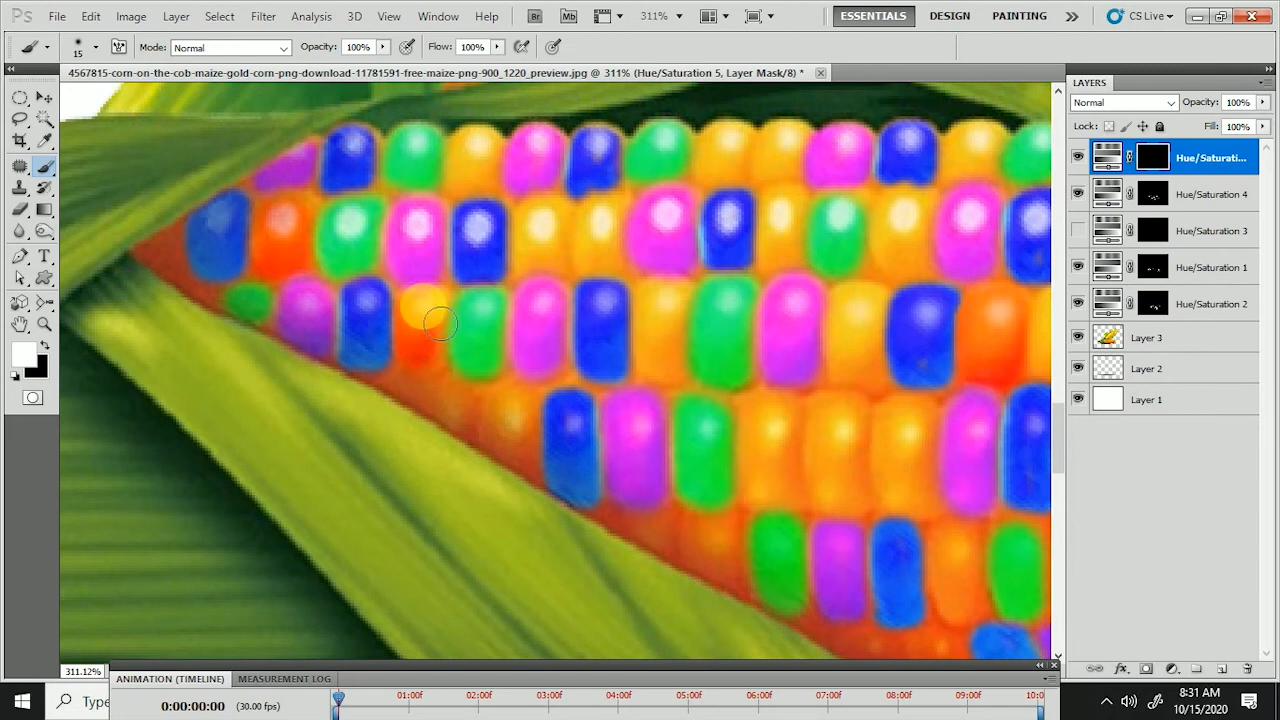 Ps File Edit Image Layer Select Filter Analysis 3D View Window Help Br Mb 311% ESSENTIALS DESIGN PAINTING CS Live
15 Mode: Normal Opacity: 100% Flow: 100%
4567815-corn-on-the-cob-maize-gold-corn-png-download-11781591-free-maize-png-900_1220_preview.jpg @ 311% (Hue/Saturation 5, Layer Mask/8) *
LAYERS
Normal Opacity: 100%
Lock: Fill: 100%
Hue/Saturati...
Hue/Saturation 4
Hue/Saturation 3
Hue/Saturation 1
Hue/Saturation 2
Layer 3
Layer 2
Layer 1
311.12%
ANIMATION (TIMELINE) MEASUREMENT LOG
0:00:00:00 (30.00 fps) 01:00f 02:00f 03:00f 04:00f 05:00f 06:00f 07:00f 08:00f 09:00f 10:0
Type
8:31 AM
10/15/2020